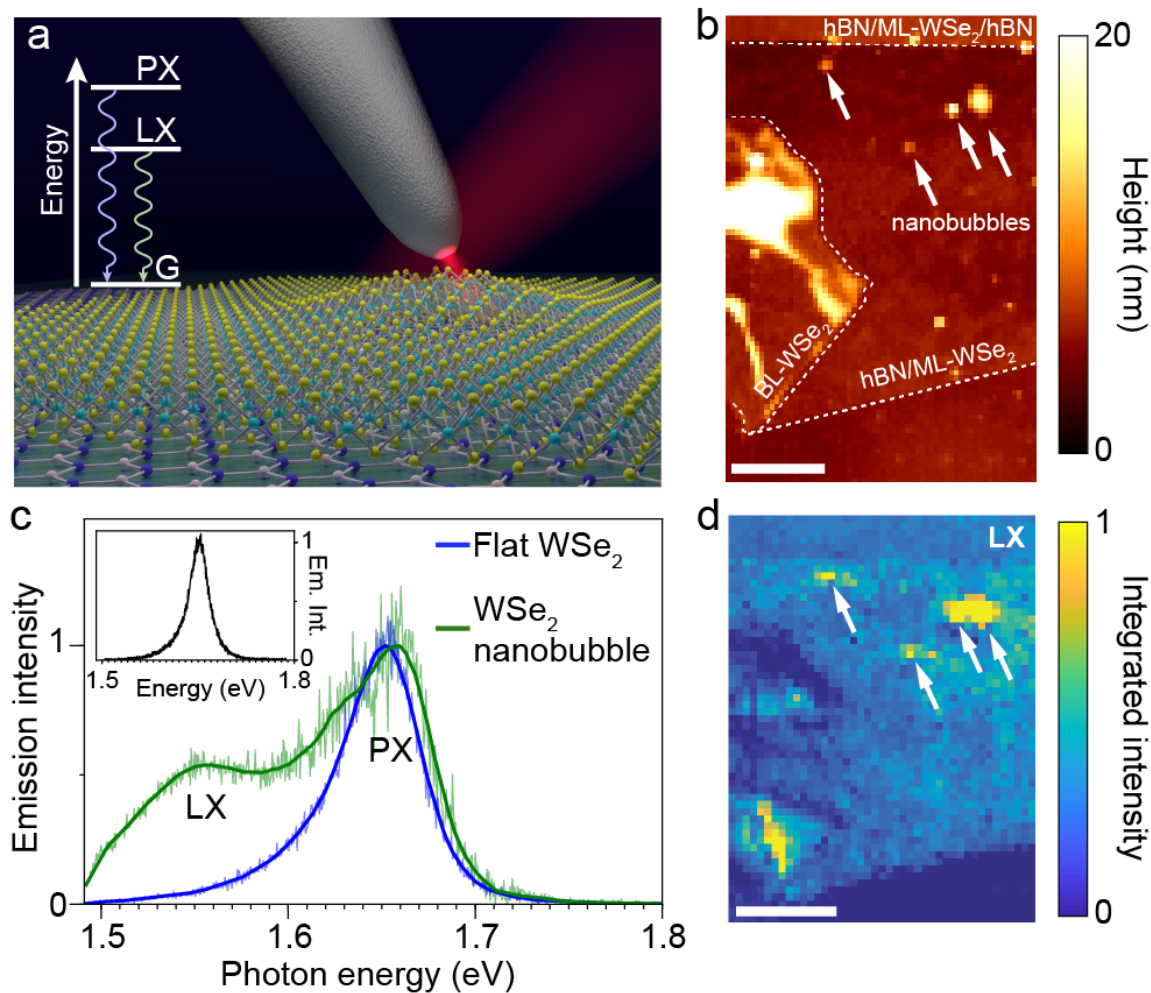 a
PX
LX
G
Energy
b
hBN/ML-WSe₂/hBN
nanobubbles
BL-WSe₂
hBN/ML-WSe₂
20
0
Height (nm)
c
1
Em. Int.
0
1.5
1.8
Energy (eV)
Flat WSe₂
WSe₂
nanobubble
LX
PX
1
0
Emission intensity
1.5
1.6
1.7
1.8
Photon energy (eV)
d
LX
1
0
Integrated intensity